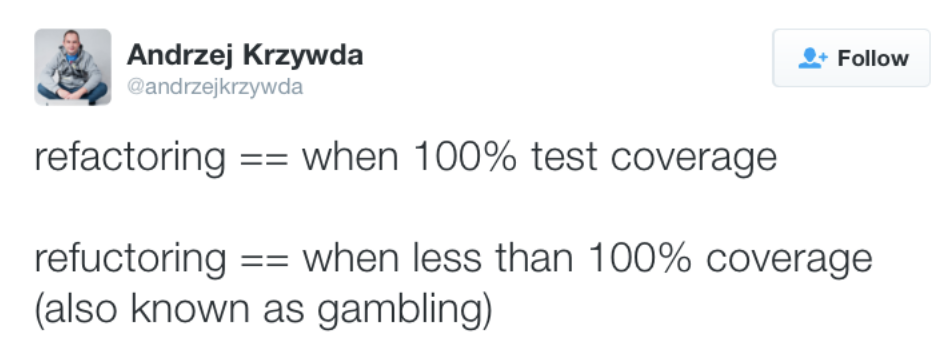 Andrzej Krzywda
@andrzejkrzywda
Follow
refactoring == when 100% test coverage
refuctoring == when less than 100% coverage
(also known as gambling)